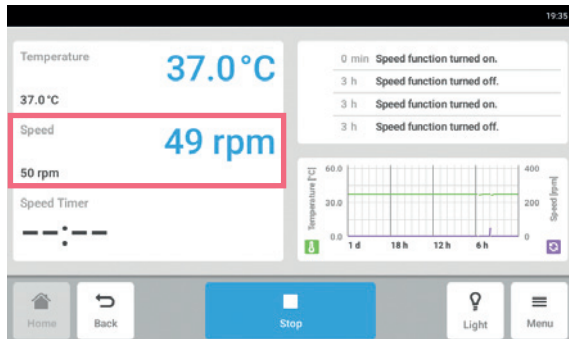 19:35
Temperature
37.0°C
37.0°C
Speed
49 rpm
50 rpm
Speed Timer
--:--
0 min Speed function turned on.
3 h Speed function turned off.
3 h Speed function turned on.
3 h Speed function turned off.
Temperature [°C]
60.0
30.0
0.0
1 d 18 h 12 h 6 h
400
200
0
Speed [rpm]
Home
Back
Stop
Light
Menu